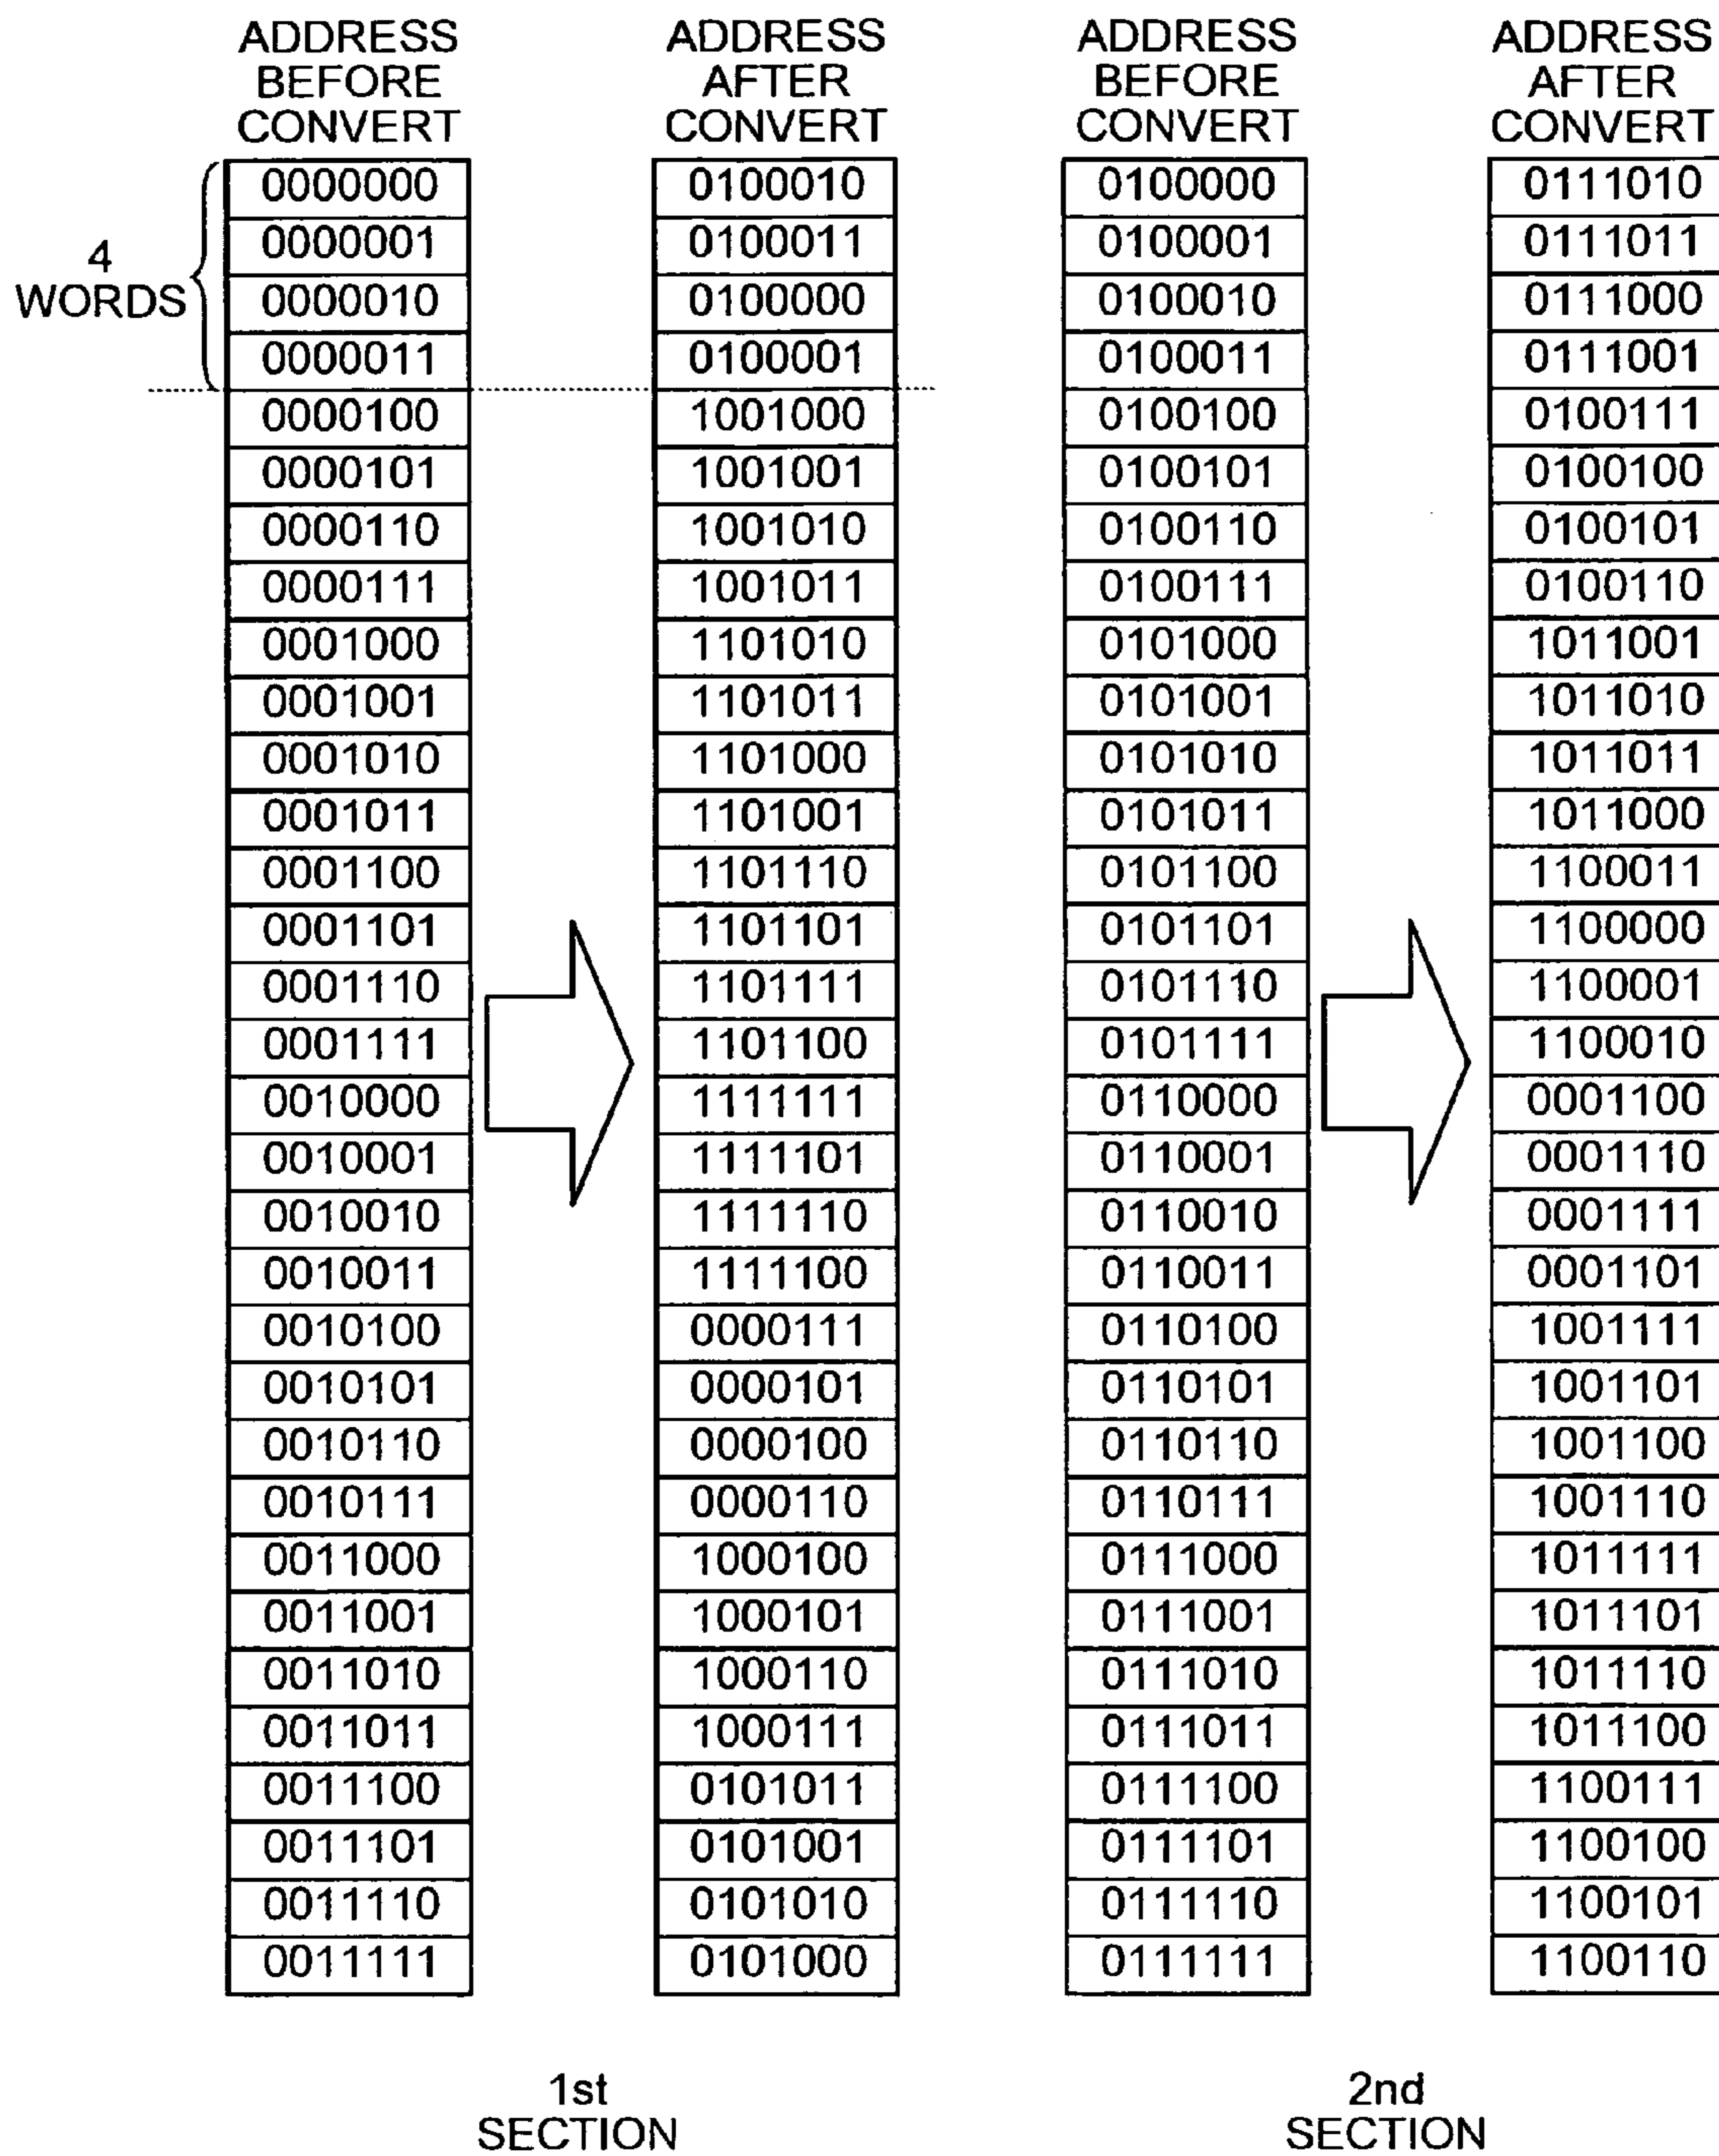 ADDRESS BEFORE CONVERT ADDRESS AFTER CONVERT ADDRESS BEFORE CONVERT ADDRESS AFTER CONVERT
4 WORDS
0000000 0100010 0100000 0111010
0000001 0100011 0100001 0111011
0000010 0100000 0100010 0111000
0000011 0100001 0100011 0111001
0000100 1001000 0100100 0100111
0000101 1001001 0100101 0100100
0000110 1001010 0100110 0100101
0000111 1001011 0100111 0100110
0001000 1101010 0101000 1011001
0001001 1101011 0101001 1011010
0001010 1101000 0101010 1011011
0001011 1101001 0101011 1011000
0001100 1101110 0101100 1100011
0001101 1101101 0101101 1100000
0001110 1101111 0101110 1100001
0001111 1101100 0101111 1100010
0010000 1111111 0110000 0001100
0010001 1111101 0110001 0001110
0010010 1111110 0110010 0001111
0010011 1111100 0110011 0001101
0010100 0000111 0110100 1001111
0010101 0000101 0110101 1001101
0010110 0000100 0110110 1001100
0010111 0000110 0110111 1001110
0011000 1000100 0111000 1011111
0011001 1000101 0111001 1011101
0011010 1000110 0111010 1011110
0011011 1000111 0111011 1011100
0011100 0101011 0111100 1100111
0011101 0101001 0111101 1100100
0011110 0101010 0111110 1100101
0011111 0101000 0111111 1100110
1st SECTION 2nd SECTION